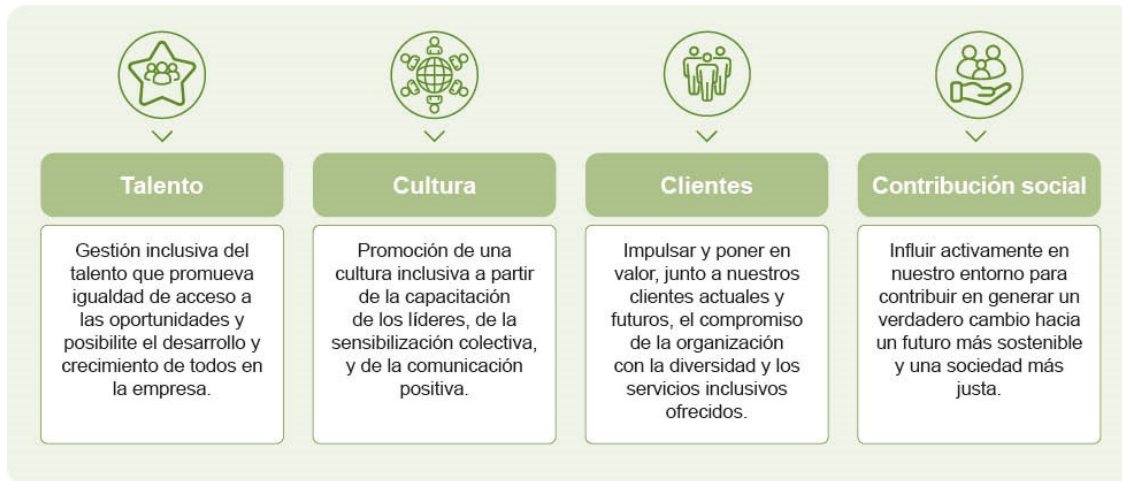 Talento
Gestión inclusiva del
talento que promueva
igualdad de acceso a
las oportunidades y
posibilite el desarrollo y
crecimiento de todos en
la empresa.
Cultura
Promoción de una
cultura inclusiva a partir
de la capacitación
de los líderes, de la
sensibilización colectiva,
y de la comunicación
positiva.
Clientes
Impulsar y poner en
valor, junto a nuestros
clientes actuales y
futuros, el compromiso
de la organización
con la diversidad y los
servicios inclusivos
ofrecidos.
Contribución social
Influir activamente en
nuestro entorno para
contribuir en generar un
verdadero cambio hacia
un futuro más sostenible
y una sociedad más
justa.